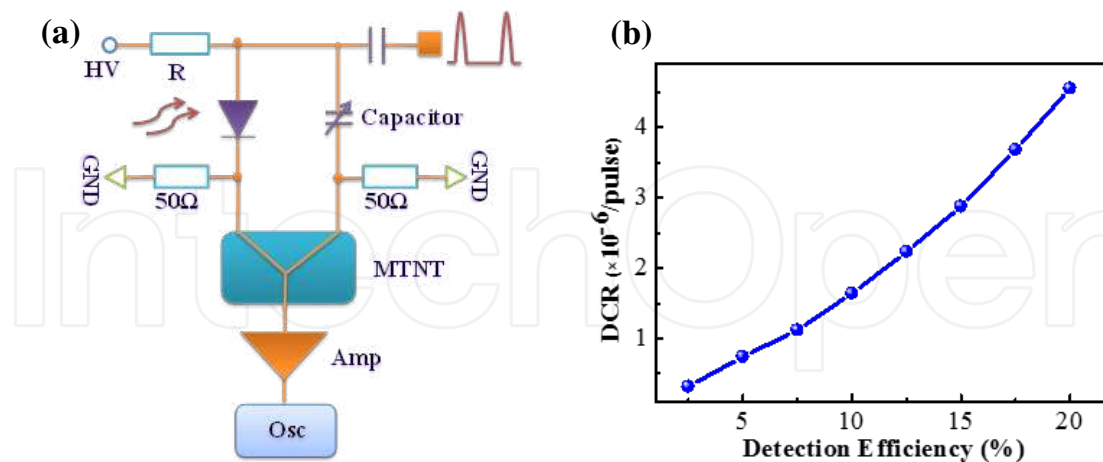 (a)
HV
R
Capacitor
GND
50Ω
50Ω
GND
MTNT
Amp
Osc
(b)
DCR (×10⁻⁶/pulse)
4
3
2
1
5
10
15
20
Detection Efficiency (%)
IntechOpen